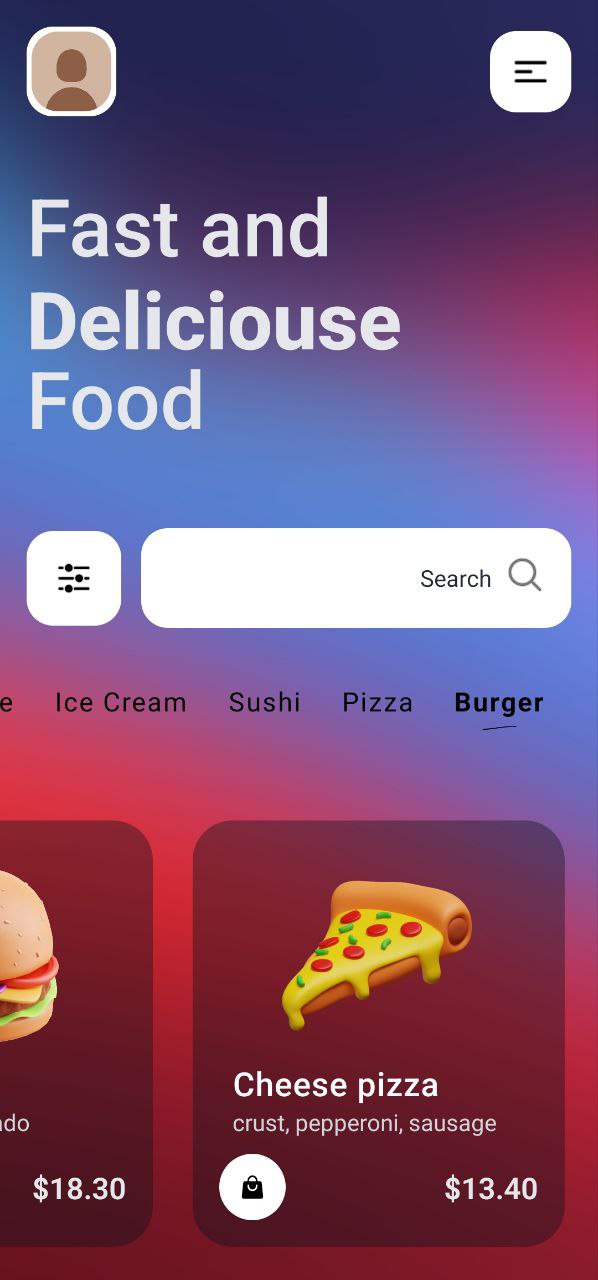 Fast and
Deliciouse
Food
Search
e Ice Cream Sushi Pizza Burger
Cheese pizza
ado
crust, pepperoni, sausage
$18.30
$13.40